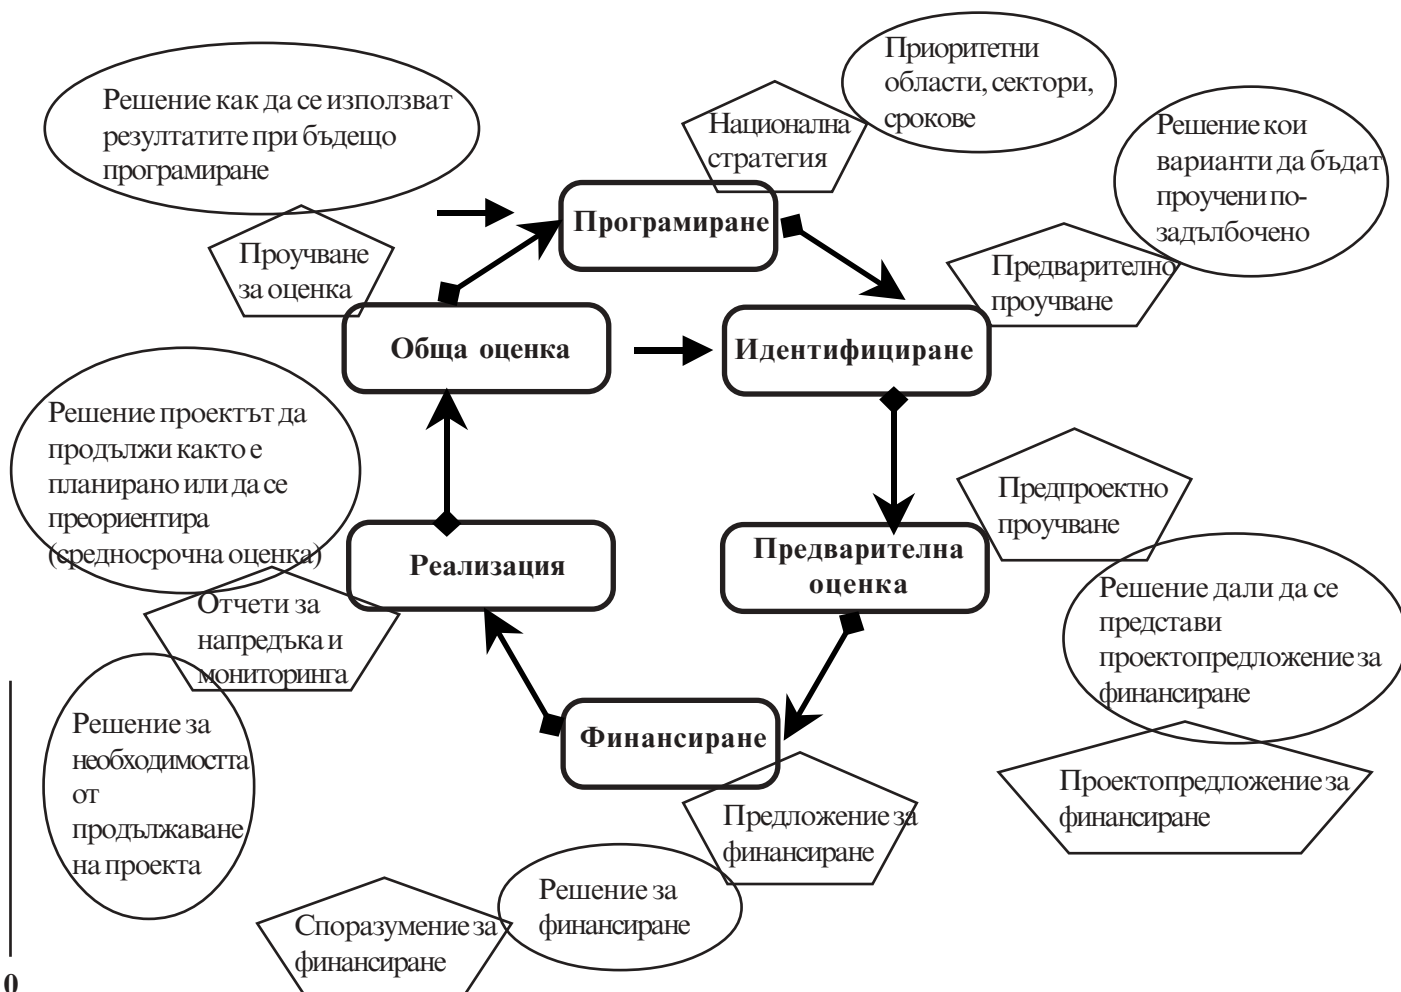 Приоритетни
области, сектори,
срокове
Решение как да се използват
резултатите при бъдещо
програмиране
Национална
стратегия
Решение кои
варианти да бъдат
проучени по-
задълбочено
Програмиране
Проучване
за оценка
Предварително
проучване
Обща оценка
Идентифициране
Решение проектът да
продължи както е
планирано или да се
преориентира
(средносрочна оценка)
Предпроектно
проучване
Реализация
Предварителна
оценка
Решение дали да се
представи
проектопредложение за
финансиране
Отчети за
напредъка и
мониторинга
Решение за
необходимостта
от
продължаване
на проекта
Финансиране
Проектопредложение за
финансиране
Предложение за
финансиране
Решение за
финансиране
Споразумение за
финансиране
0